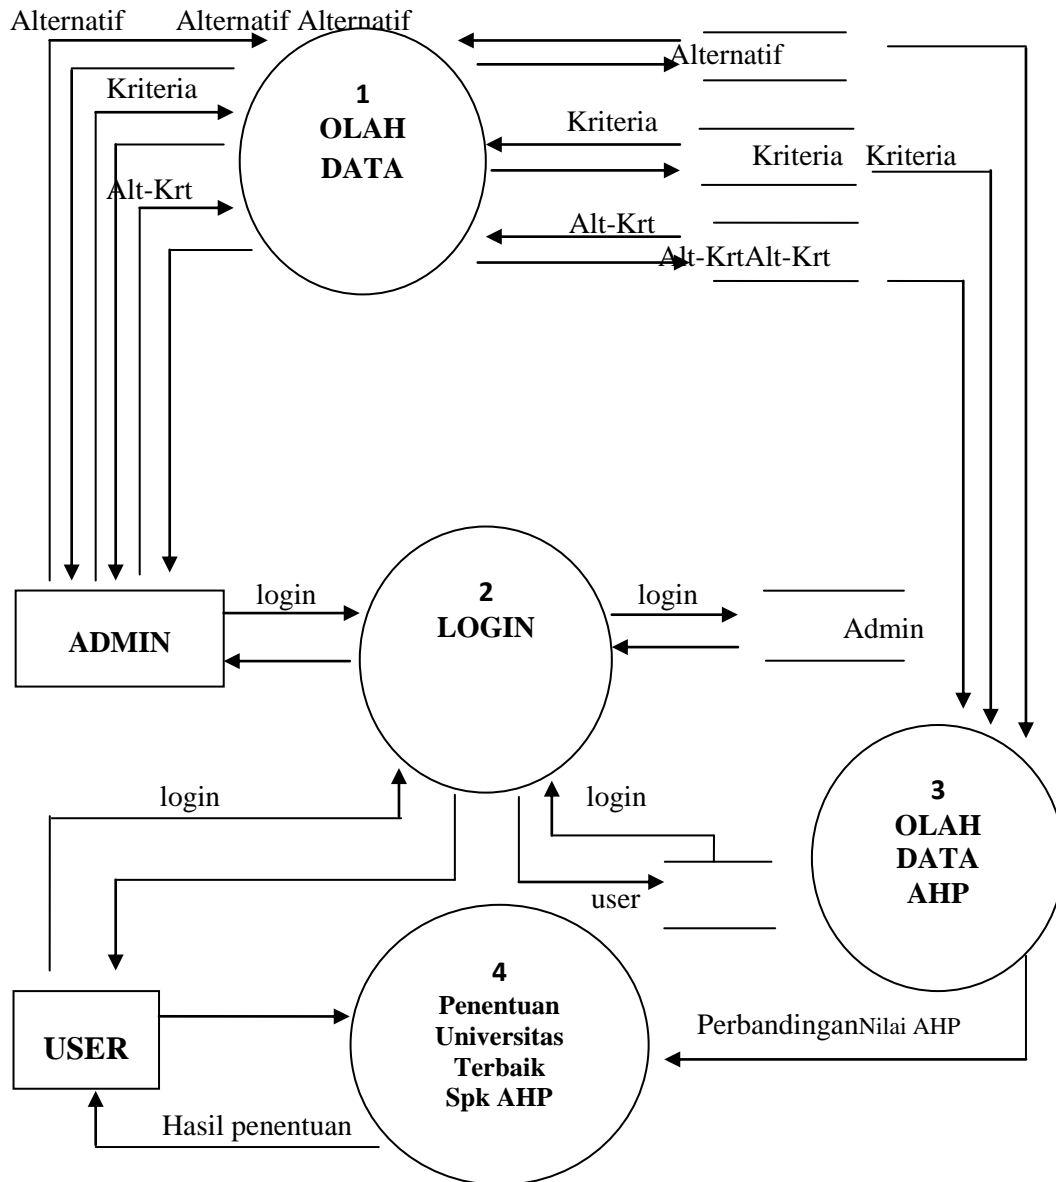 Alternatif Alternatif Alternatif
Alternatif
1
OLAH
DATA
Kriteria
Kriteria
Kriteria Kriteria
Alt-Krt
Alt-Krt
Alt-KrtAlt-Krt
login
2
LOGIN
login
ADMIN
Admin
login
login
3
OLAH
DATA
AHP
user
4
Penentuan
Universitas
Terbaik
Spk AHP
PerbandinganNilai AHP
USER
Hasil penentuan